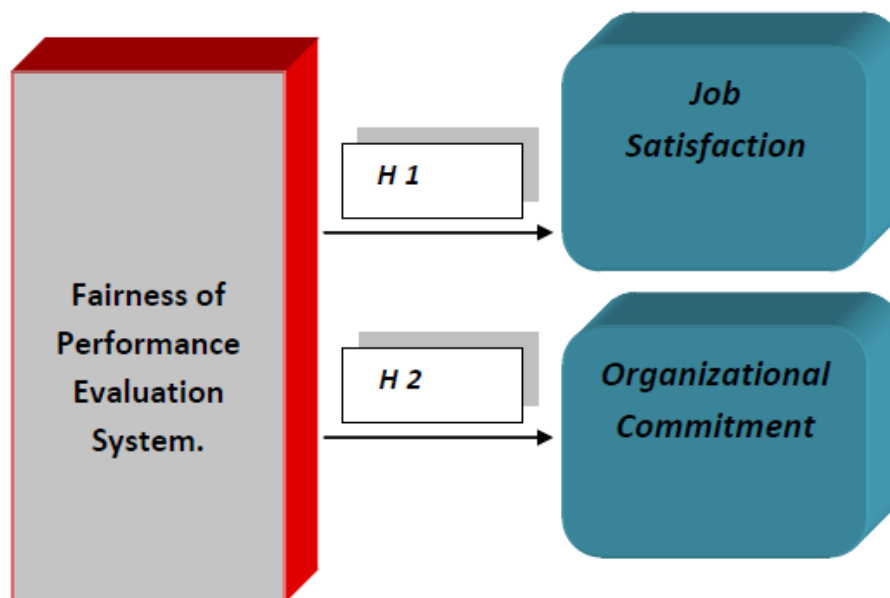 Fairness of
Performance
Evaluation
System.
H 1
Job
Satisfaction
H 2
Organizational
Commitment